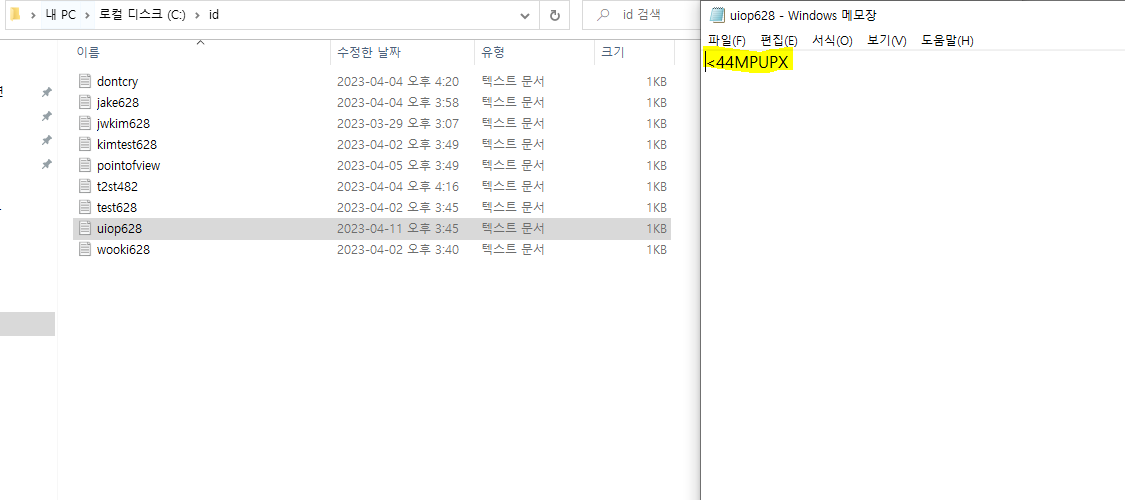 내 PC > 로컬 디스크 (C:) > id
id 검색
이름 수정한 날짜 유형 크기
dontcry 2023-04-04 오후 4:20 텍스트 문서 1KB
jake628 2023-04-04 오후 3:58 텍스트 문서 1KB
jwkim628 2023-03-29 오후 3:07 텍스트 문서 1KB
kimtest628 2023-04-02 오후 3:49 텍스트 문서 1KB
pointofview 2023-04-05 오후 3:49 텍스트 문서 1KB
t2st482 2023-04-04 오후 4:16 텍스트 문서 1KB
test628 2023-04-02 오후 3:45 텍스트 문서 1KB
uiop628 2023-04-11 오후 3:45 텍스트 문서 1KB
wooki628 2023-04-02 오후 3:40 텍스트 문서 1KB
uiop628 - Windows 메모장
파일(F) 편집(E) 서식(O) 보기(V) 도움말(H)
<44MPUPX